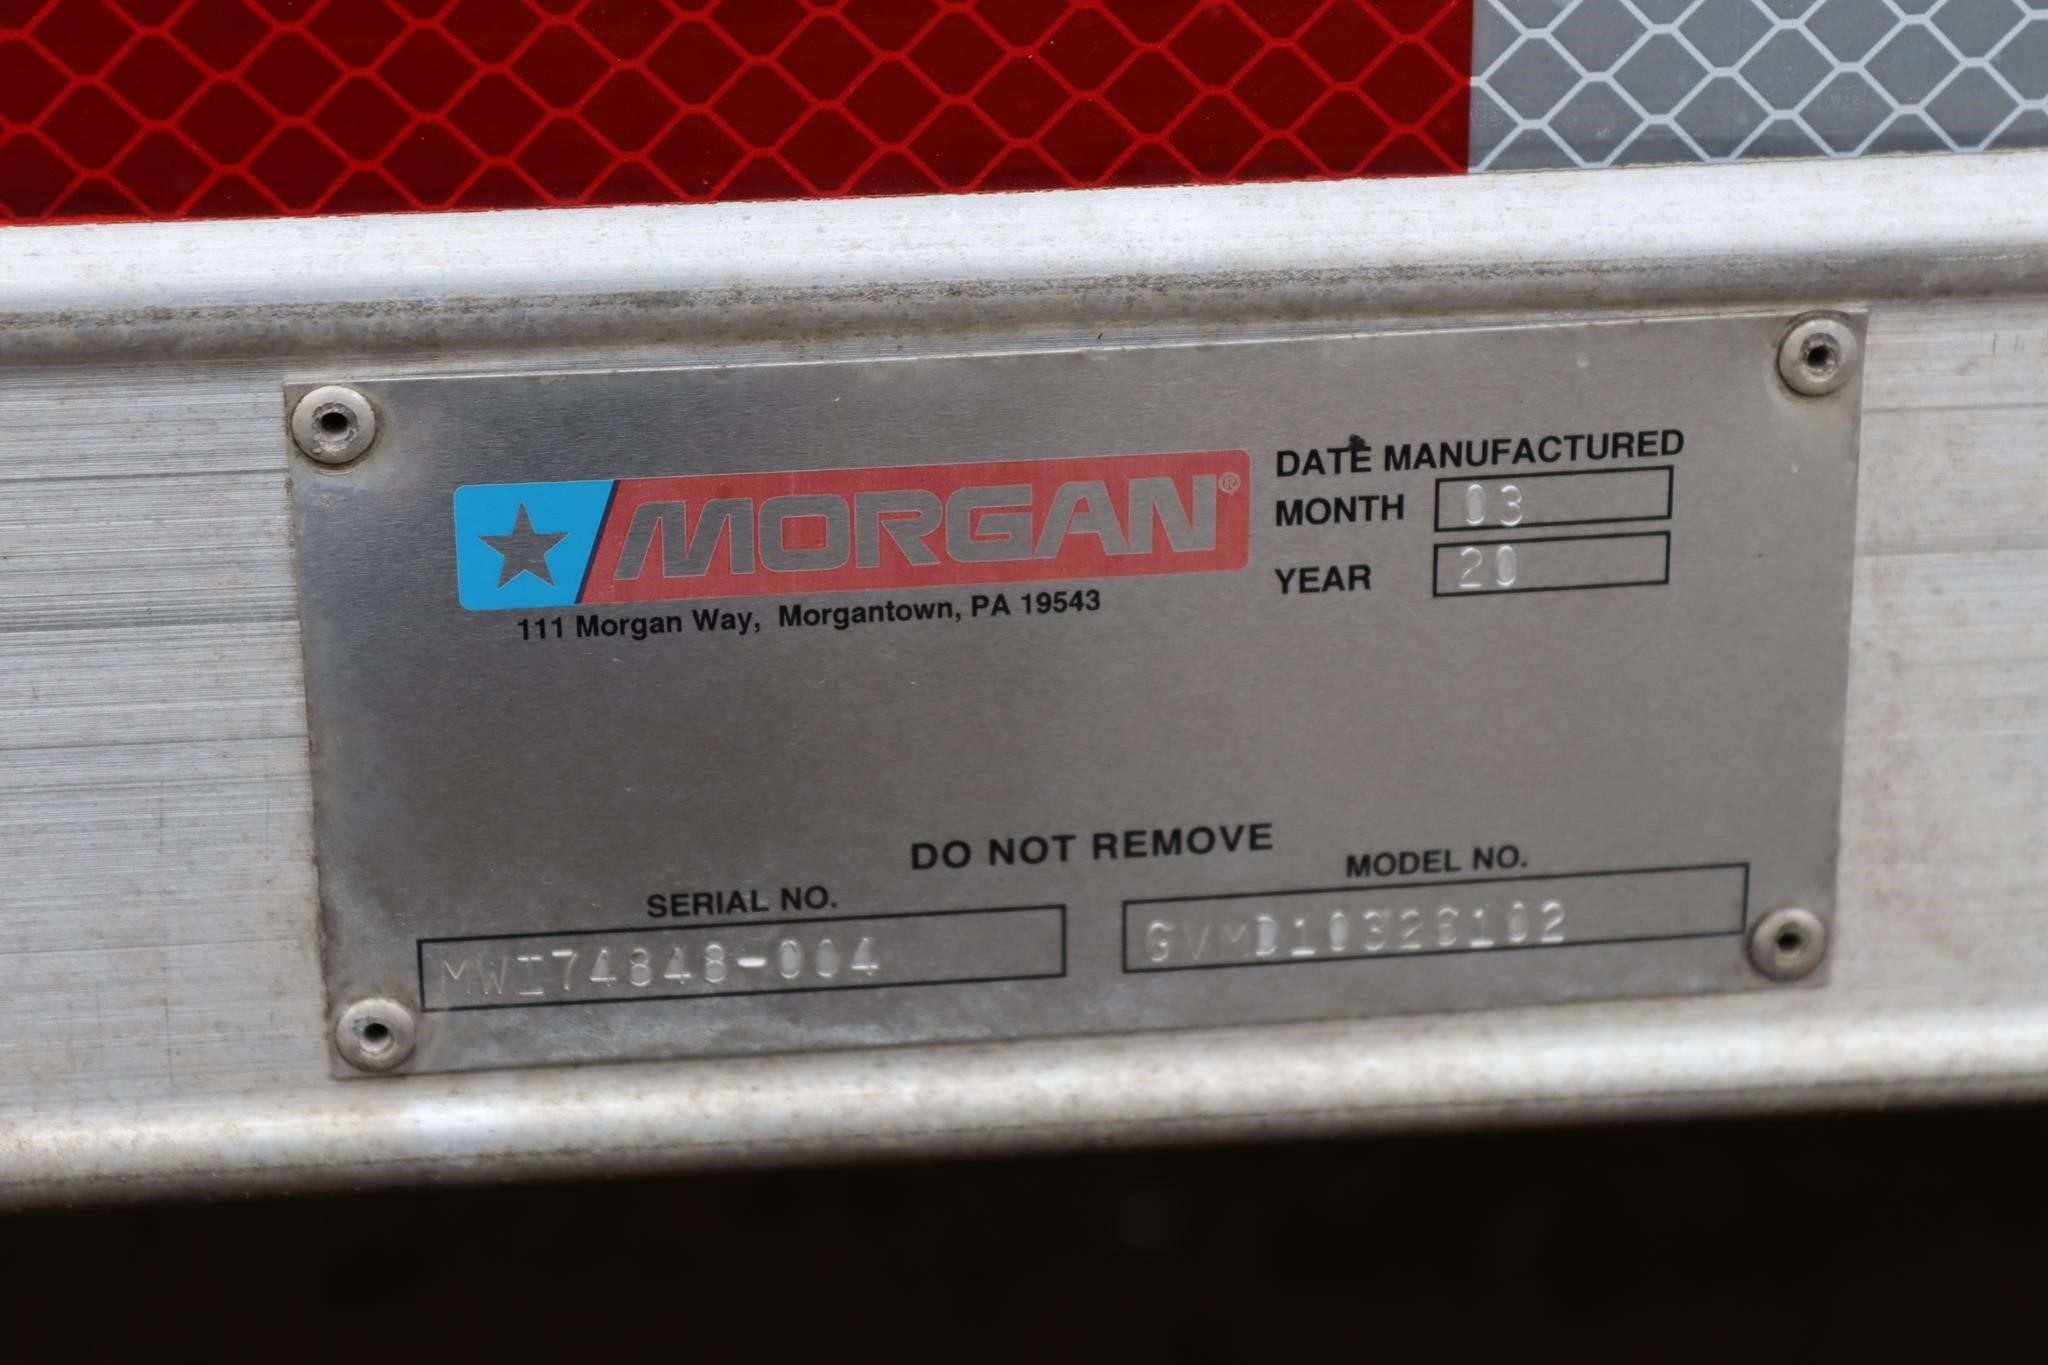 MORGAN®
111 Morgan Way, Morgantown, PA 19543
DATE MANUFACTURED
MONTH 03
YEAR 20
DO NOT REMOVE
SERIAL NO.
MWI74848-004
MODEL NO.